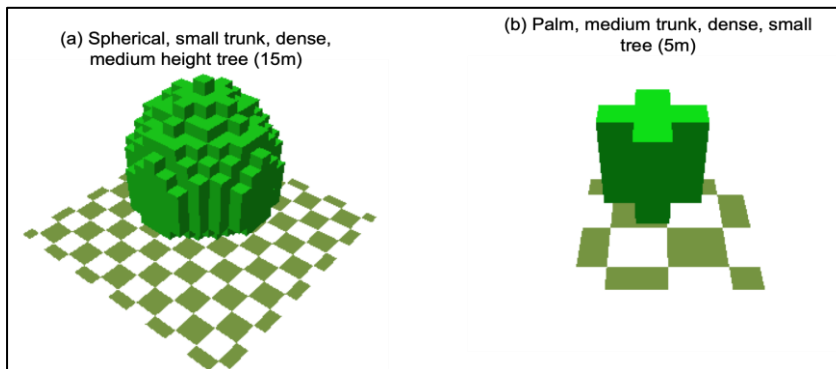 (a) Spherical, small trunk, dense,
medium height tree (15m)
(b) Palm, medium trunk, dense, small
tree (5m)